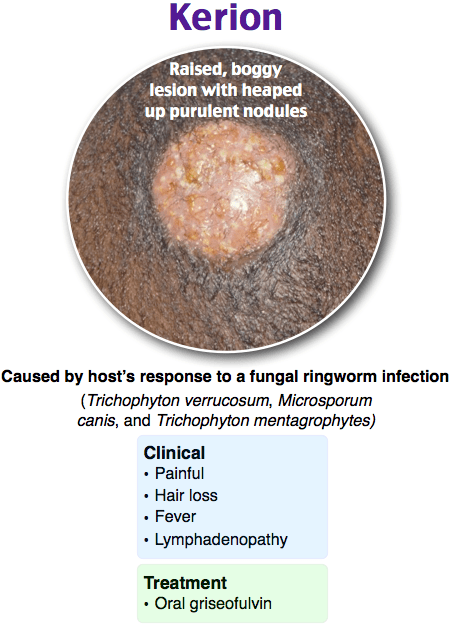 Kerion
Raised, boggy
lesion with heaped
up purulent nodules
Caused by host's response to a fungal ringworm infection
(Trichophyton verrucosum, Microsporum
canis, and Trichophyton mentagrophytes)
Clinical
• Painful
• Hair loss
• Fever
• Lymphadenopathy
Treatment
• Oral griseofulvin